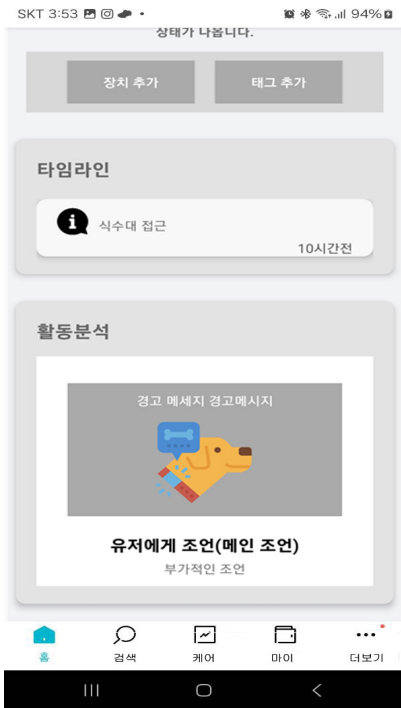 SKT 3:53
94%
상태가 나옵니다.
장치 추가
태그 추가
타임라인
식수대 접근
10시간전
활동분석
경고 메세지 경고메시지
유저에게 조언(메인 조언)
부가적인 조언
홈
검색
케어
마이
더보기